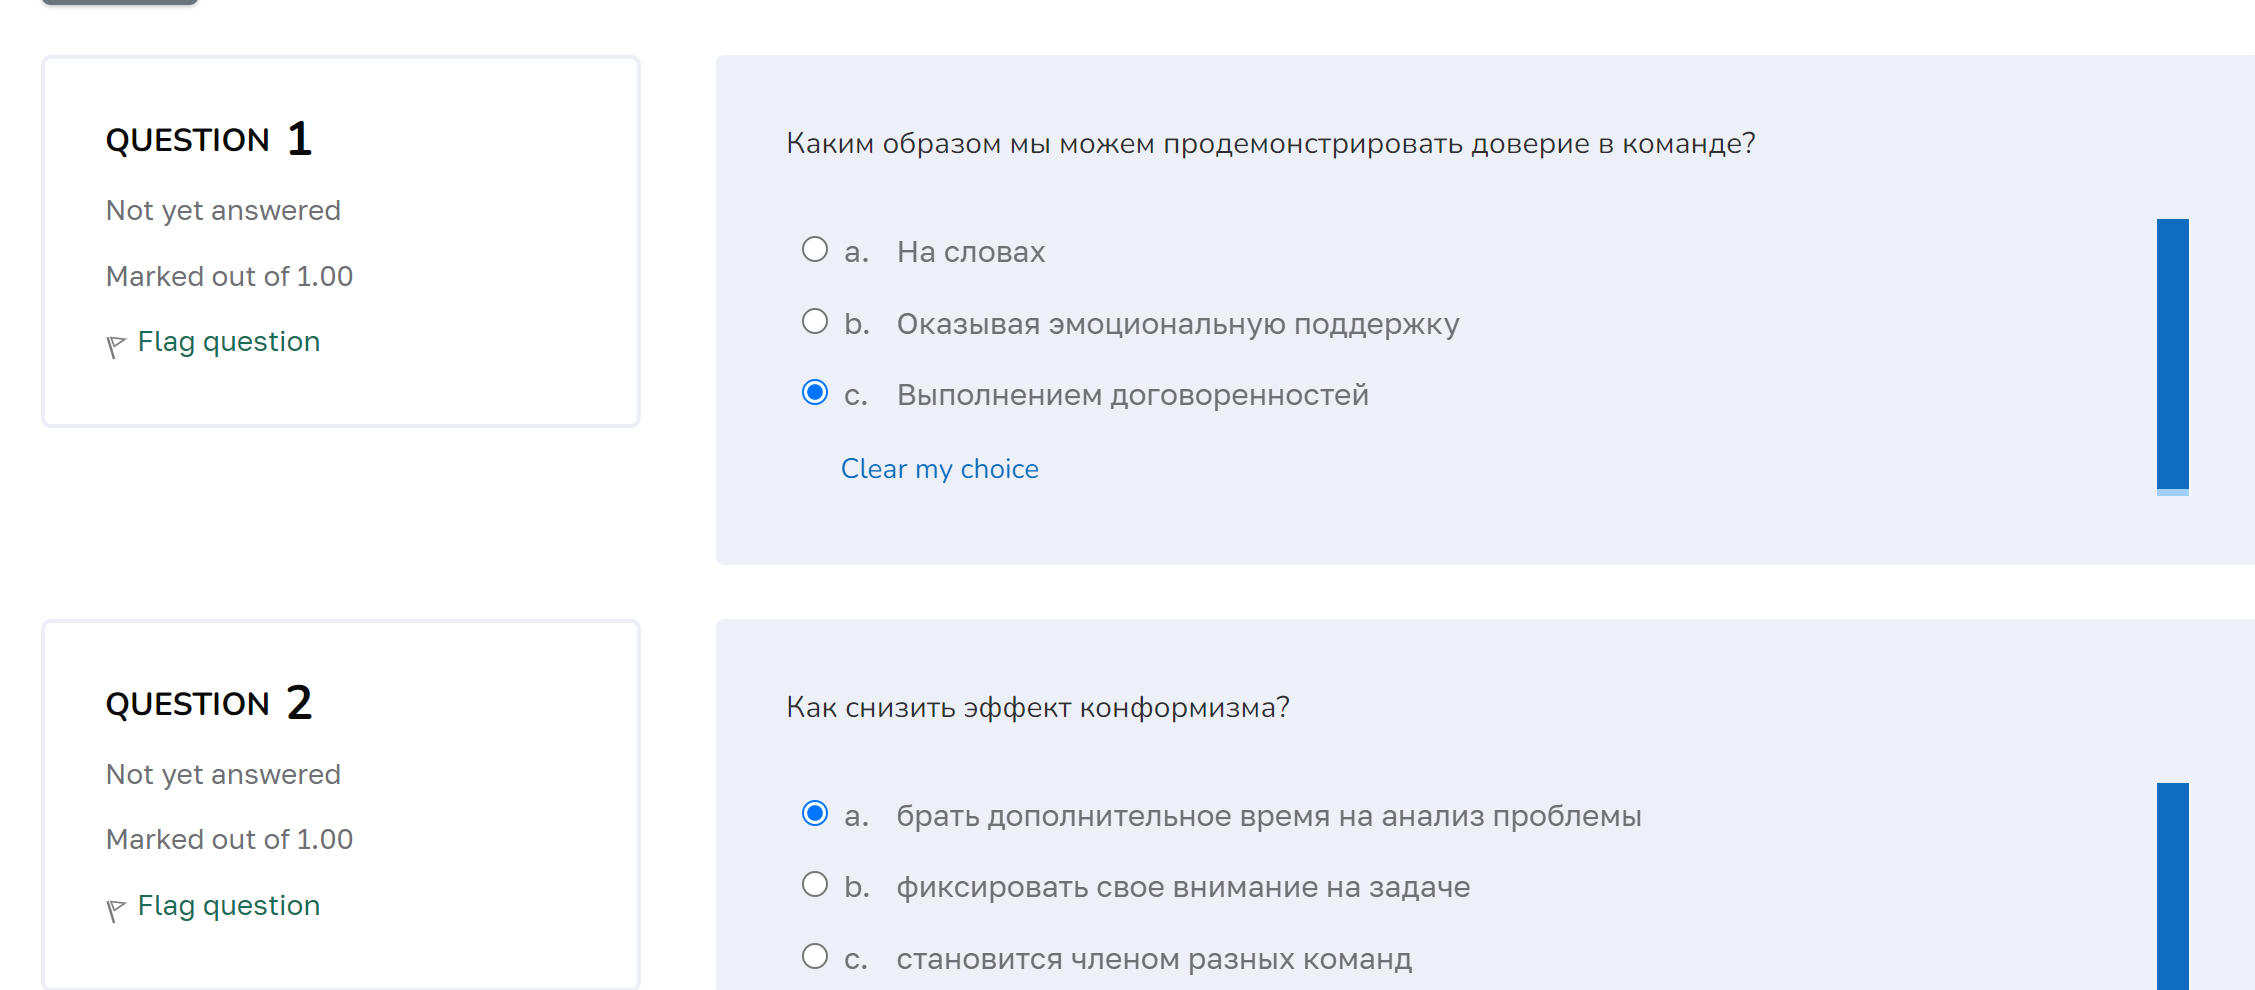 QUESTION 1
Not yet answered
Marked out of 1.00
Flag question
Каким образом мы можем продемонстрировать доверие в команде?
a. На словах
b. Оказывая эмоциональную поддержку
c. Выполнением договоренностей
Clear my choice
QUESTION 2
Not yet answered
Marked out of 1.00
Flag question
Как снизить эффект конформизма?
a. брать дополнительное время на анализ проблемы
b. фиксировать свое внимание на задаче
c. становится членом разных команд